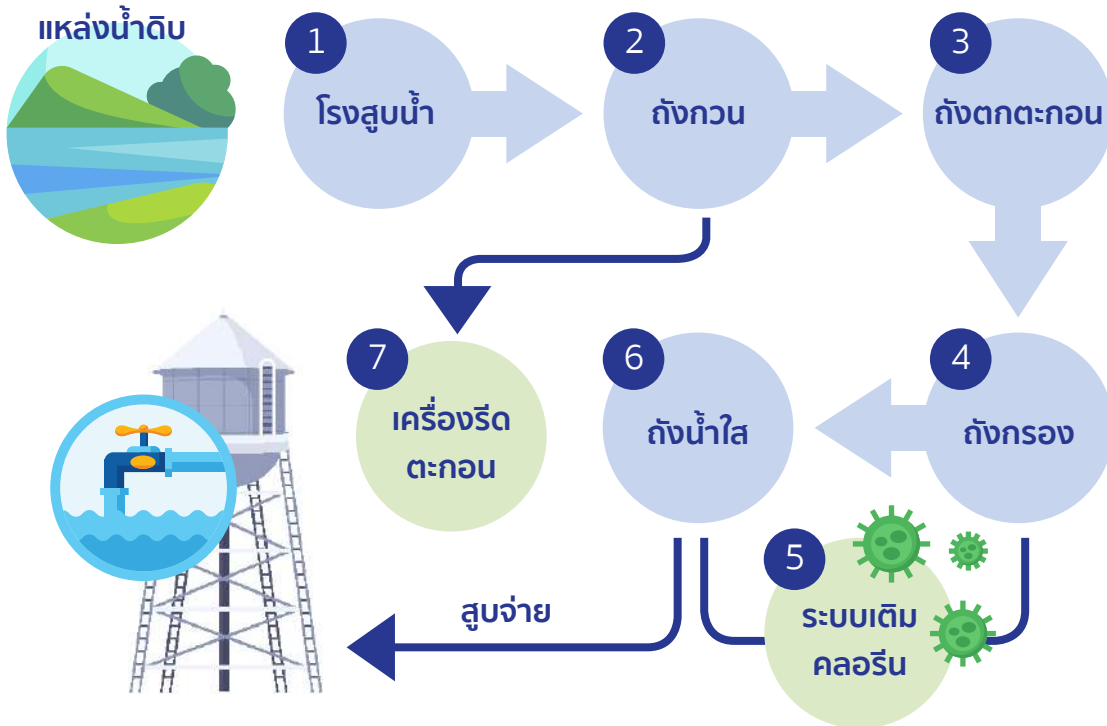 แหล่งน้ำดิบ
1
โรงสูบน้ำ
2
ถังกวน
3
ถังตกตะกอน
7
เครื่องรีด
ตะกอน
6
ถังน้ำใส
4
ถังกรอง
5
ระบบเติม
คลอรีน
สูบจ่าย